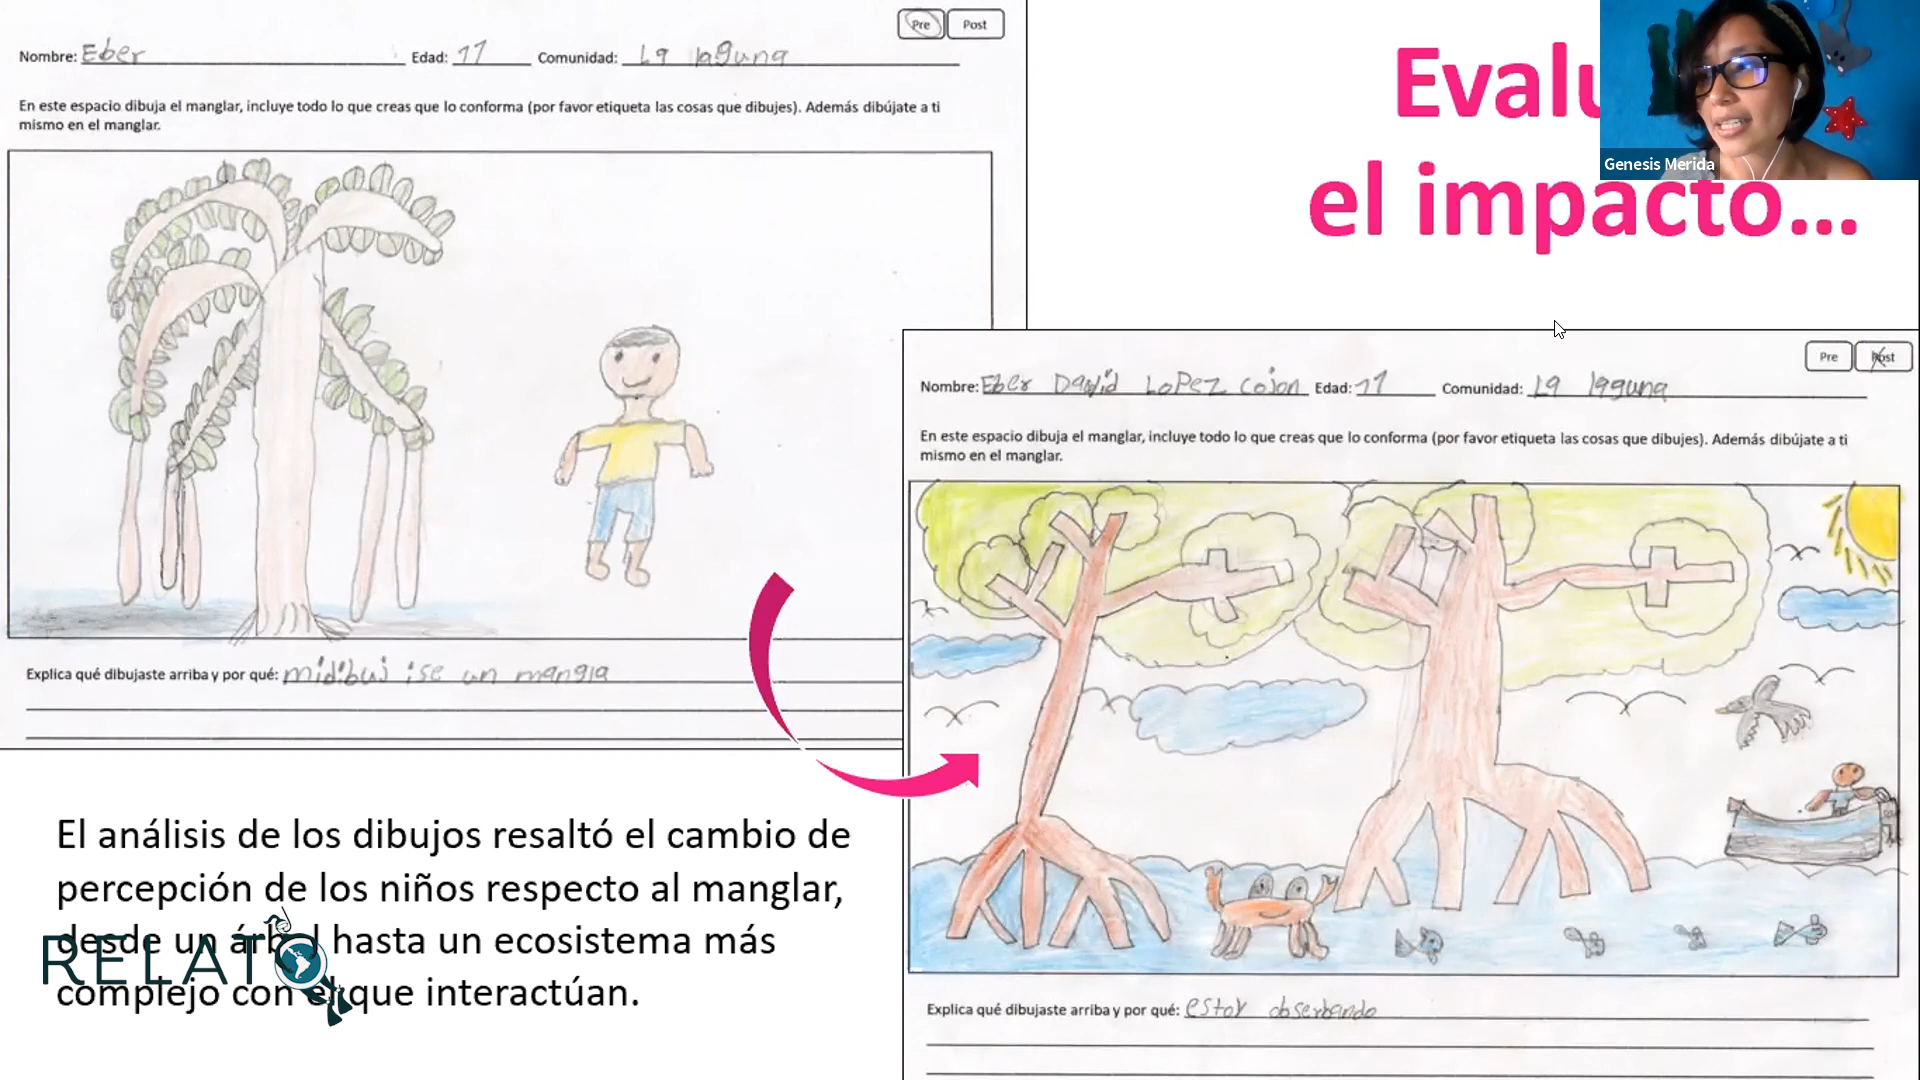 Pre Post
Nombre: Eber Edad: 11 Comunidad: La laguna
En este espacio dibuja el manglar, incluye todo lo que creas que lo conforma (por favor etiqueta las cosas que dibujes). Además dibújate a ti
mismo en el manglar.
Explica qué dibujaste arriba y por qué: midibuj ise un mangla
Evalu
el impacto...
Genesis Merida
Pre Post
Nombre: Eber David LoPez cojon Edad: 11 Comunidad: La laguna
En este espacio dibuja el manglar, incluye todo lo que creas que lo conforma (por favor etiqueta las cosas que dibujes). Además dibújate a ti
mismo en el manglar.
Explica qué dibujaste arriba y por qué: estoy obserbando
El análisis de los dibujos resaltó el cambio de
percepción de los niños respecto al manglar,
desde un árbol hasta un ecosistema más
complejo con el que interactúan.
RELATO